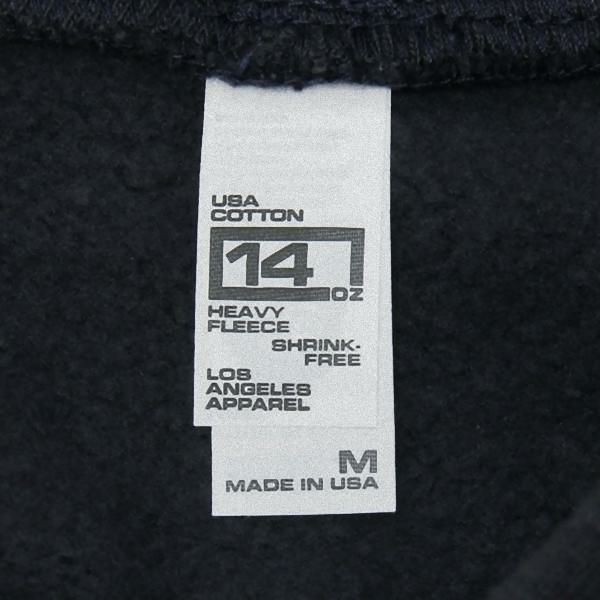 USA
COTTON
14
OZ
HEAVY
FLEECE
SHRINK-
FREE
LOS
ANGELES
APPAREL
M
MADE IN USA